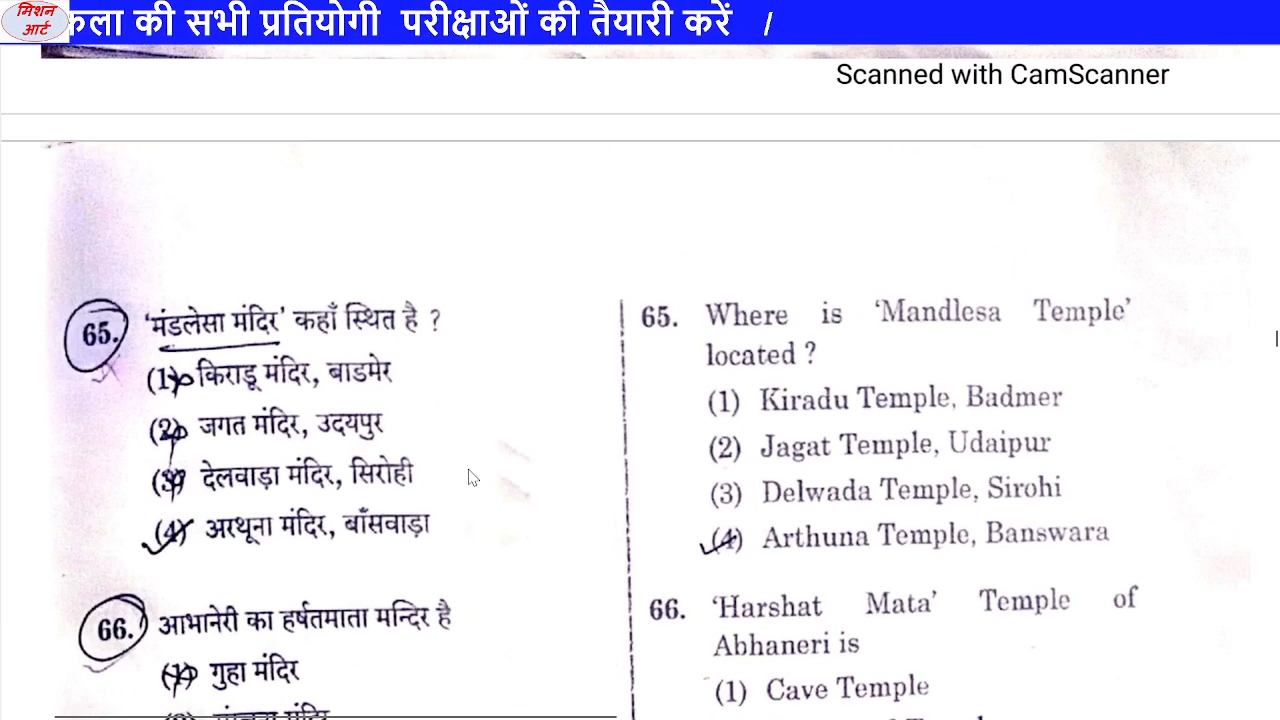 मिशन
आर्ट
कला की सभी प्रतियोगी परीक्षाओं की तैयारी करें /
Scanned with CamScanner
65. 'मंडलेसा मंदिर' कहाँ स्थित है ?
(1) किराडू मंदिर, बाडमेर
(2) जगत मंदिर, उदयपुर
(3) देलवाड़ा मंदिर, सिरोही
(4) अरथूना मंदिर, बाँसवाड़ा
66. आभानेरी का हर्षतमाता मन्दिर है
(1) गुहा मंदिर
65. Where is 'Mandlesa Temple'
located ?
(1) Kiradu Temple, Badmer
(2) Jagat Temple, Udaipur
(3) Delwada Temple, Sirohi
(4) Arthuna Temple, Banswara
66. 'Harshat Mata' Temple of
Abhaneri is
(1) Cave Temple